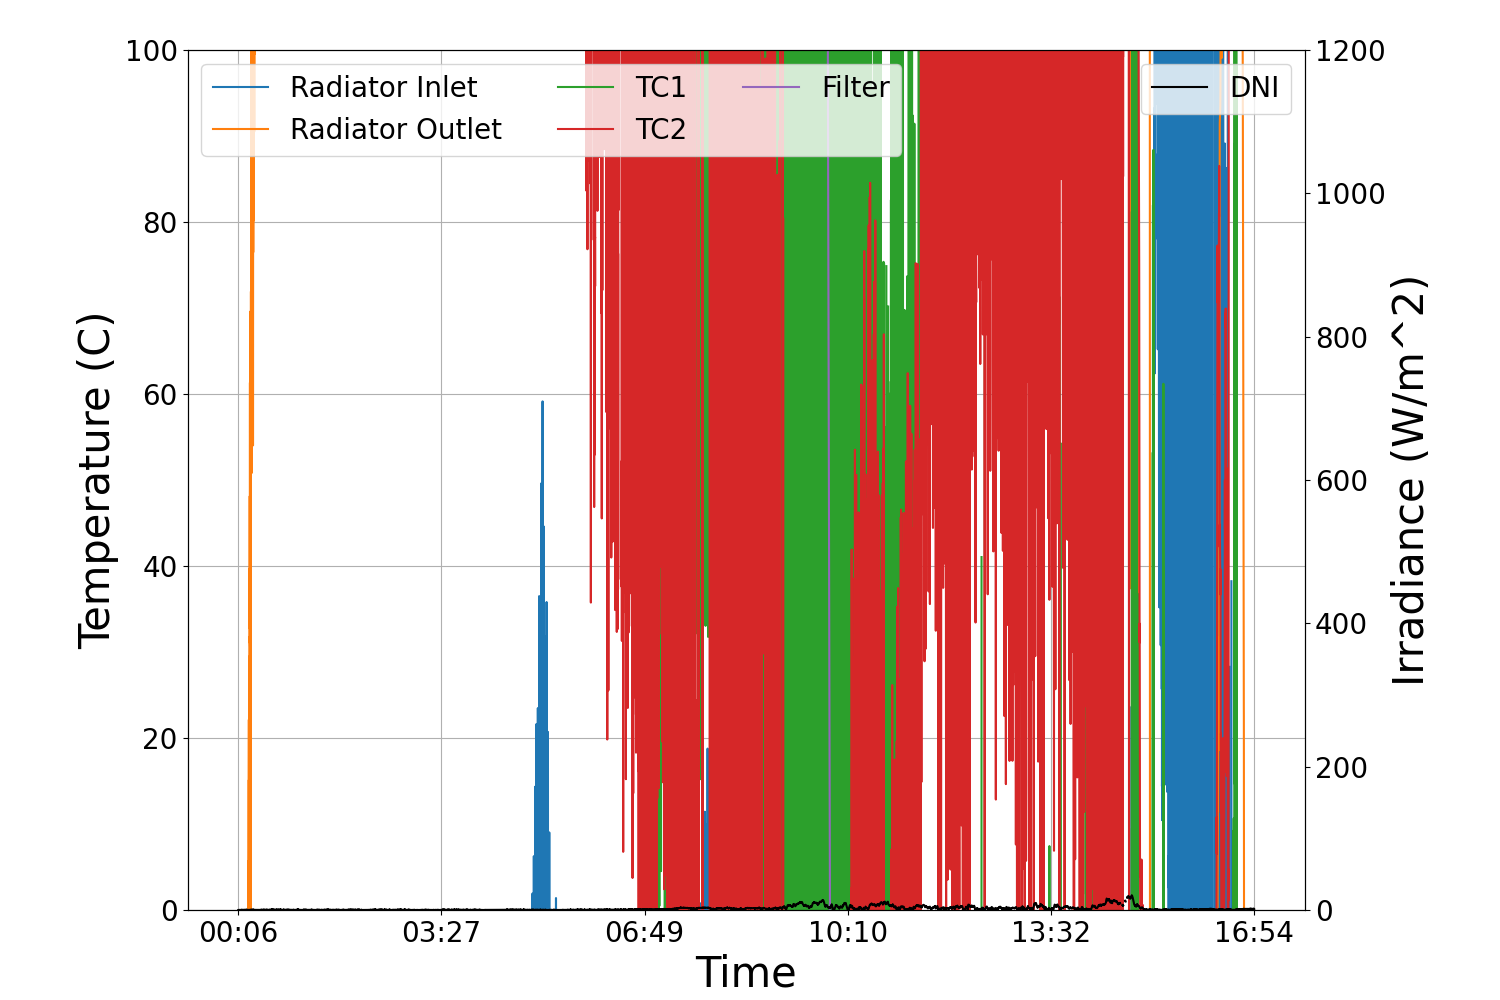 Radiator Inlet
Radiator Outlet
TC1
TC2
Filter
DNI
Temperature (C)
100
80
60
40
20
0
Irradiance (W/m^2)
1200
1000
800
600
400
200
0
00:06 03:27 06:49 10:10 13:32 16:54
Time